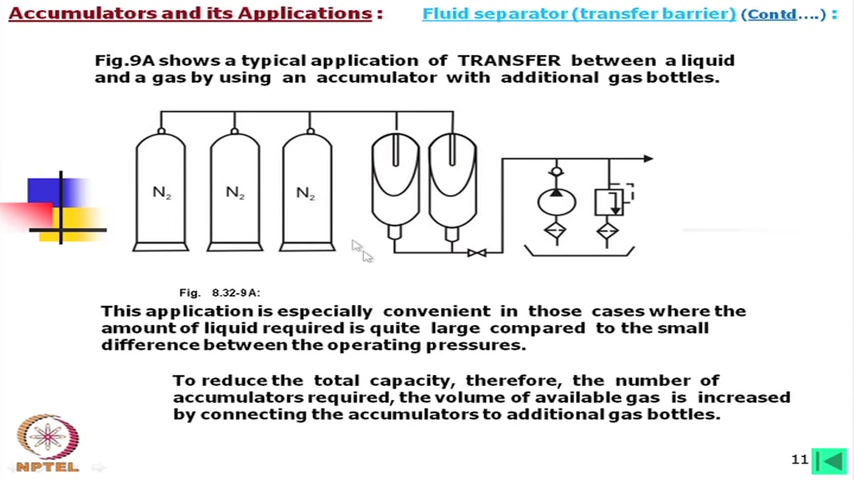 Accumulators and its Applications : Fluid separator (transfer barrier) (Contd....) :
Fig.9A shows a typical application of TRANSFER between a liquid
and a gas by using an accumulator with additional gas bottles.
N2 N2 N2
Fig. 8.32-9A:
This application is especially convenient in those cases where the
amount of liquid required is quite large compared to the small
difference between the operating pressures.
To reduce the total capacity, therefore, the number of
accumulators required, the volume of available gas is increased
by connecting the accumulators to additional gas bottles.
NPTEL
11